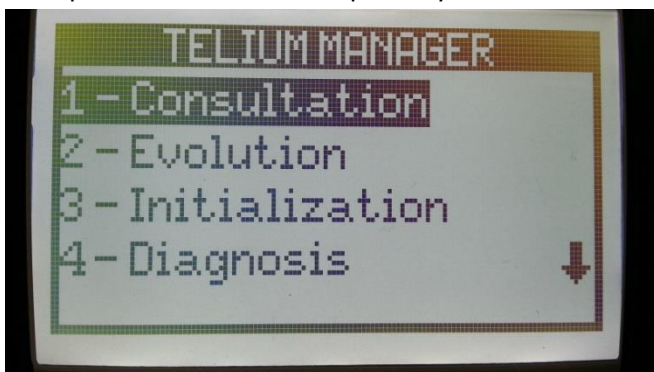 TELIUM MANAGER
1-Consultation
2-Evolution
3-Initialization
4-Diagnosis